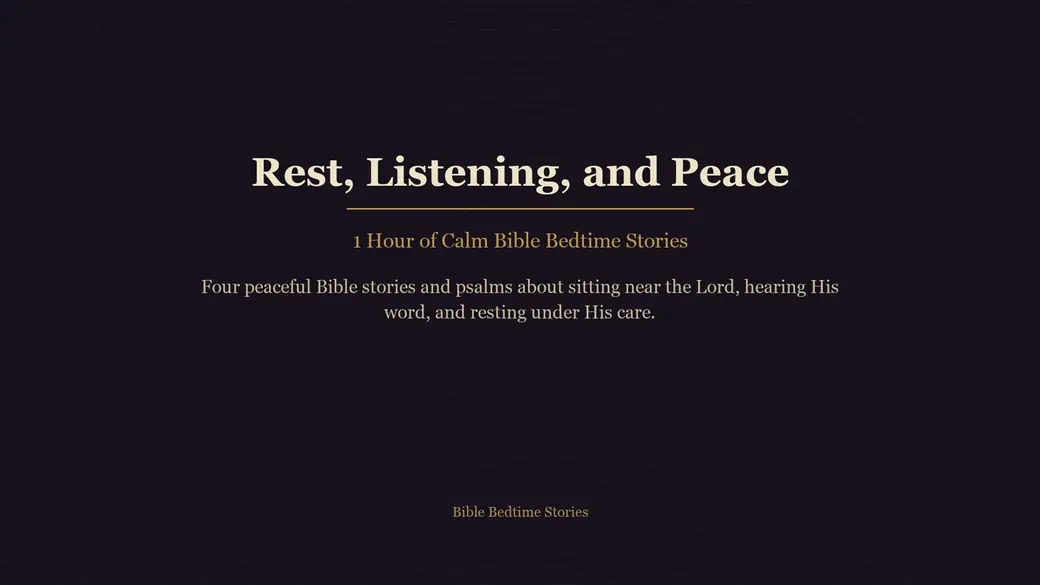 Rest, Listening, and Peace
1 Hour of Calm Bible Bedtime Stories
Four peaceful Bible stories and psalms about sitting near the Lord, hearing His
word, and resting under His care.
Bible Bedtime Stories